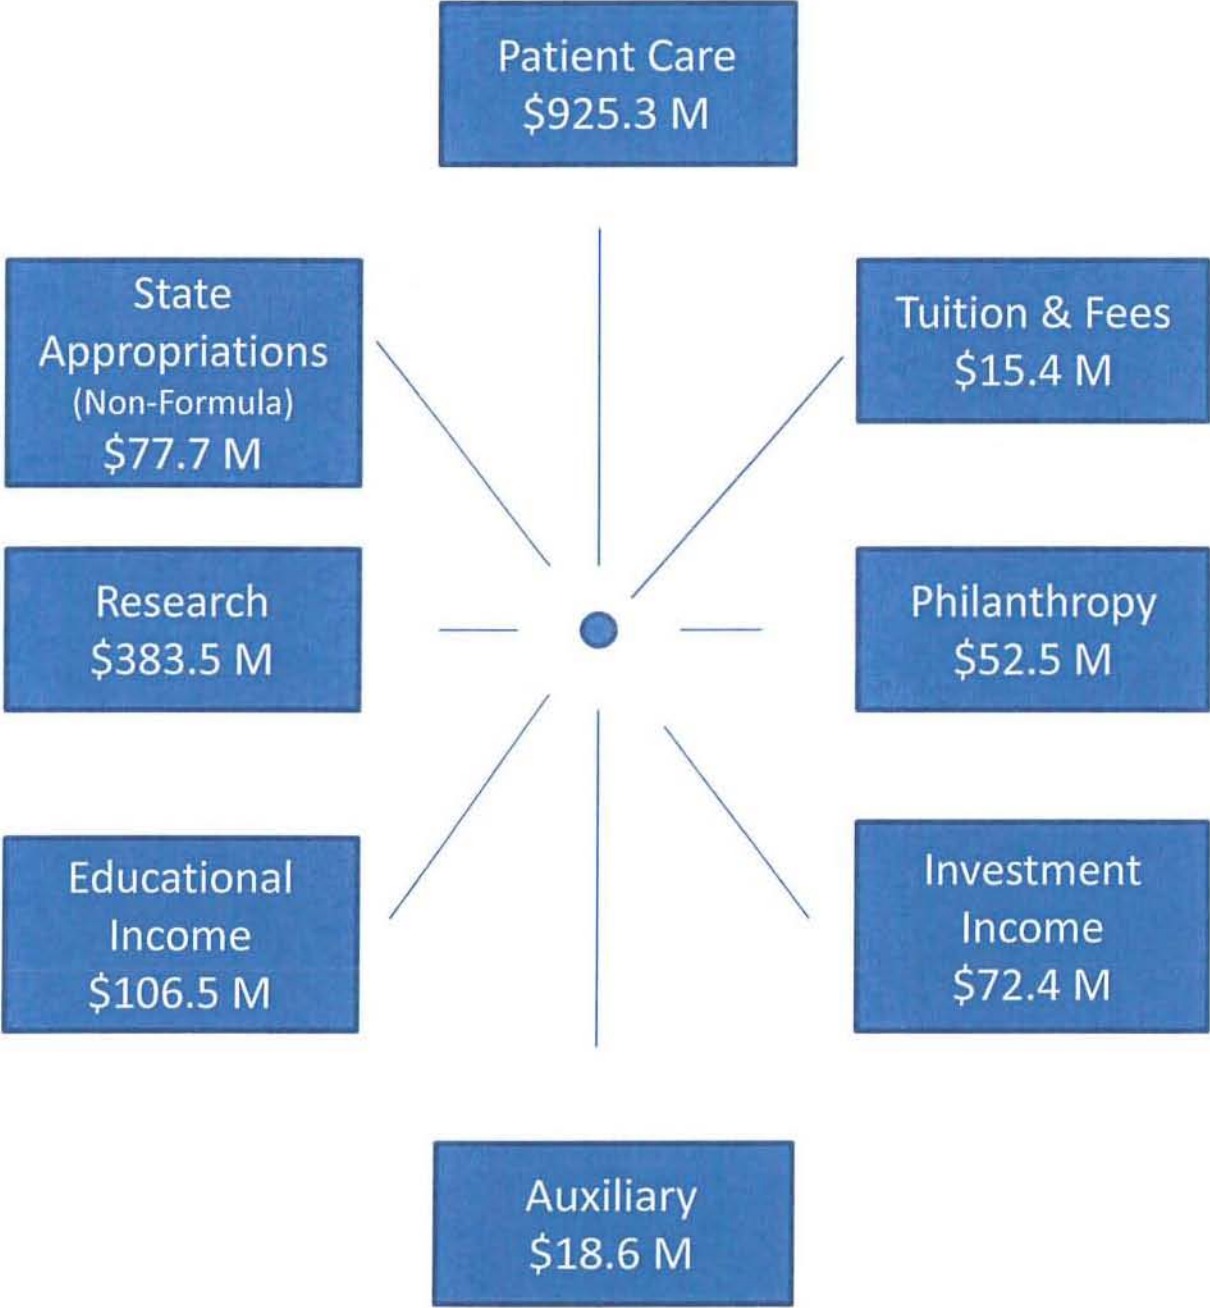 Patient Care
$925.3 M
State
Appropriations
(Non-Formula)
$77.7 M
Tuition & Fees
$15.4 M
Research
$383.5 M
Philanthropy
$52.5 M
Educational
Income
$106.5 M
Investment
Income
$72.4 M
Auxiliary
$18.6 M